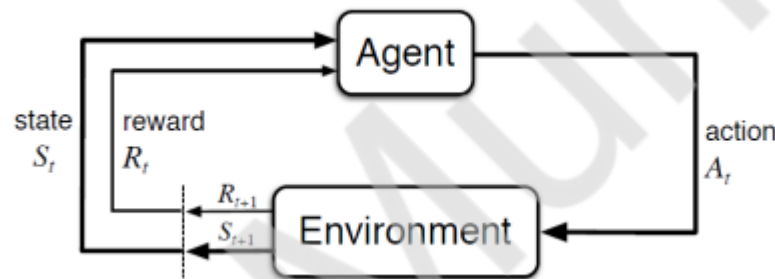 Agent
state
reward
action
S_t
R_t
A_t
R_{t+1}
S_{t+1}
Environment